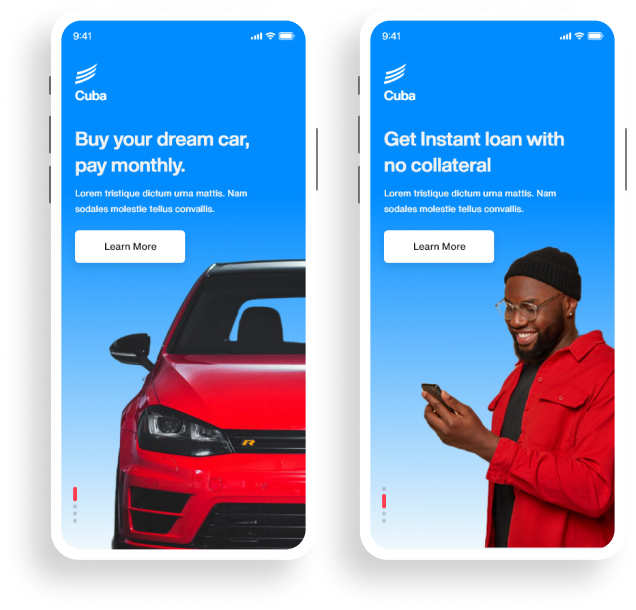 9:41
Cuba
Buy your dream car,
pay monthly.
Lorem tristique dictum urna mattis. Nam
sodales molestie tellus convallis.
Learn More
R
9:41
Cuba
Get Instant loan with
no collateral
Lorem tristique dictum urna mattis. Nam
sodales molestie tellus convallis.
Learn More